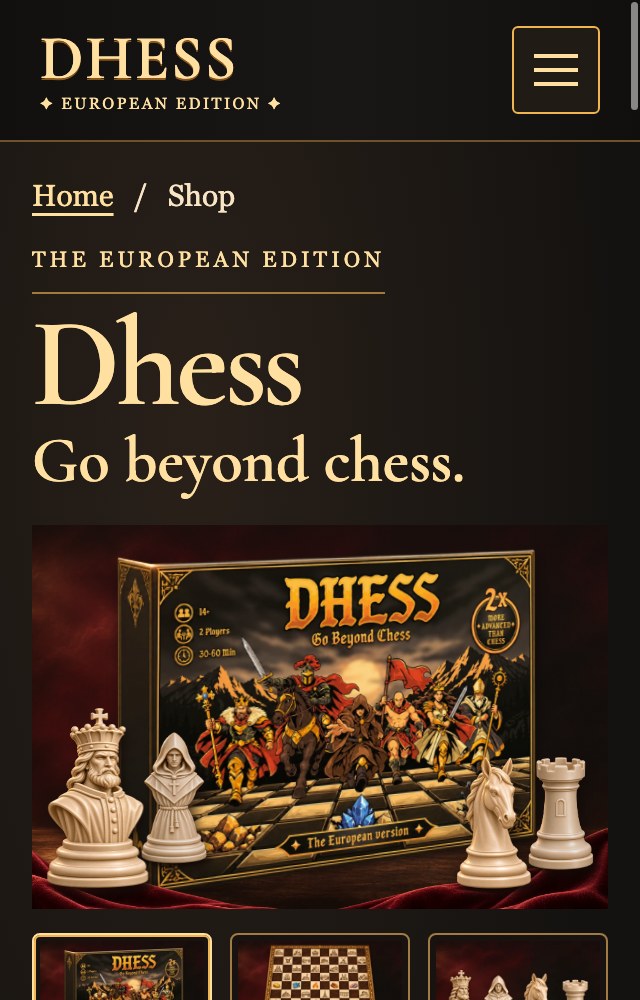 DHESS
✦ EUROPEAN EDITION ✦
Home / Shop
THE EUROPEAN EDITION
Dhess
Go beyond chess.
DHESS
Go Beyond Chess
14+
2 Players
30-60 Min
2x
MORE
ADVANCED
THAN
CHESS
The European version
DHESS